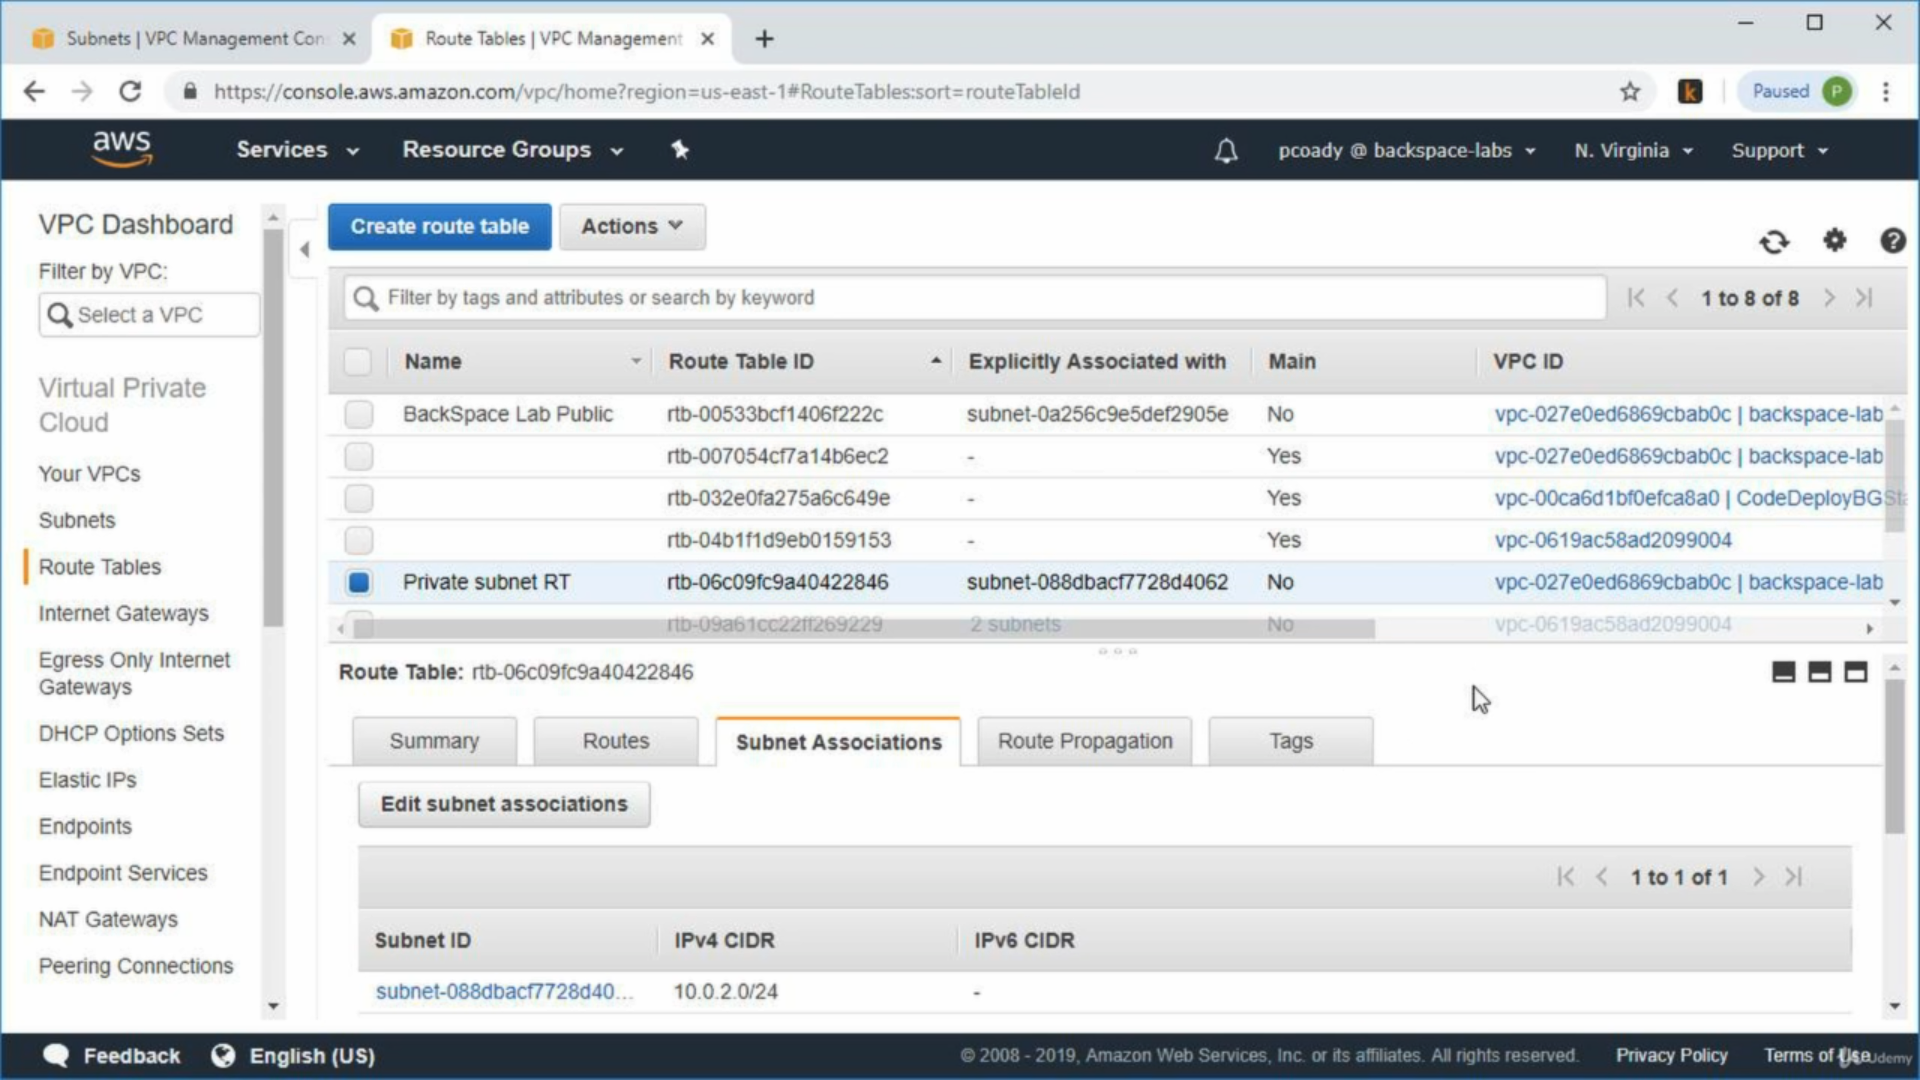 Subnets | VPC Management Con
Route Tables | VPC Management
https://console.aws.amazon.com/vpc/home?region=us-east-1#RouteTables:sort=routeTableId
k
Paused P
aws Services Resource Groups pcoady @ backspace-labs N. Virginia Support
VPC Dashboard
Filter by VPC:
Select a VPC
Virtual Private
Cloud
Your VPCs
Subnets
Route Tables
Internet Gateways
Egress Only Internet
Gateways
DHCP Options Sets
Elastic IPs
Endpoints
Endpoint Services
NAT Gateways
Peering Connections
Create route table Actions
Filter by tags and attributes or search by keyword 1 to 8 of 8
Name Route Table ID Explicitly Associated with Main VPC ID
BackSpace Lab Public rtb-00533bcf1406f222c subnet-0a256c9e5def2905e No vpc-027e0ed6869cbab0c | backspace-lab
rtb-007054cf7a14b6ec2 - Yes vpc-027e0ed6869cbab0c | backspace-lab
rtb-032e0fa275a6c649e - Yes vpc-00ca6d1bf0efca8a0 | CodeDeployBGSta
rtb-04b1f1d9eb0159153 - Yes vpc-0619ac58ad2099004
Private subnet RT rtb-06c09fc9a40422846 subnet-088dbacf7728d4062 No vpc-027e0ed6869cbab0c | backspace-lab
rtb-09a61cc22ff269229 2 subnets No vpc-0619ac58ad2099004
Route Table: rtb-06c09fc9a40422846
Summary Routes Subnet Associations Route Propagation Tags
Edit subnet associations
1 to 1 of 1
Subnet ID IPv4 CIDR IPv6 CIDR
subnet-088dbacf7728d40... 10.0.2.0/24 -
Feedback English (US) © 2008 - 2019, Amazon Web Services, Inc. or its affiliates. All rights reserved. Privacy Policy Terms of Use
Udemy